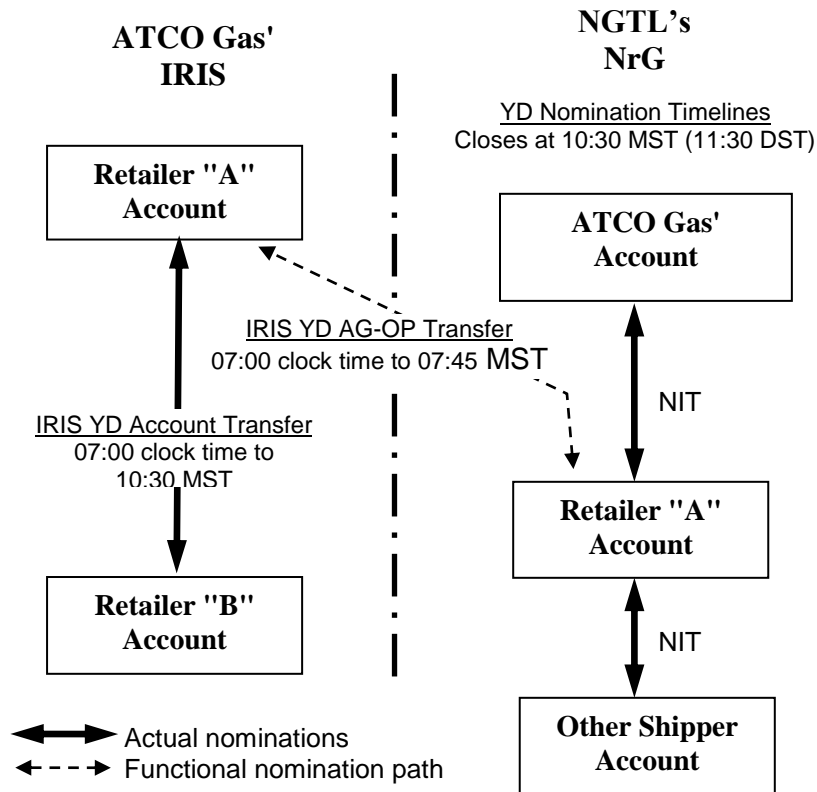 ATCO Gas'
IRIS
NGTL's
NrG
YD Nomination Timelines
Closes at 10:30 MST (11:30 DST)
Retailer "A"
Account
ATCO Gas'
Account
IRIS YD AG-OP Transfer
07:00 clock time to 07:45 MST
NIT
IRIS YD Account Transfer
07:00 clock time to
10:30 MST
Retailer "A"
Account
Retailer "B"
Account
NIT
Other Shipper
Account
Actual nominations
Functional nomination path